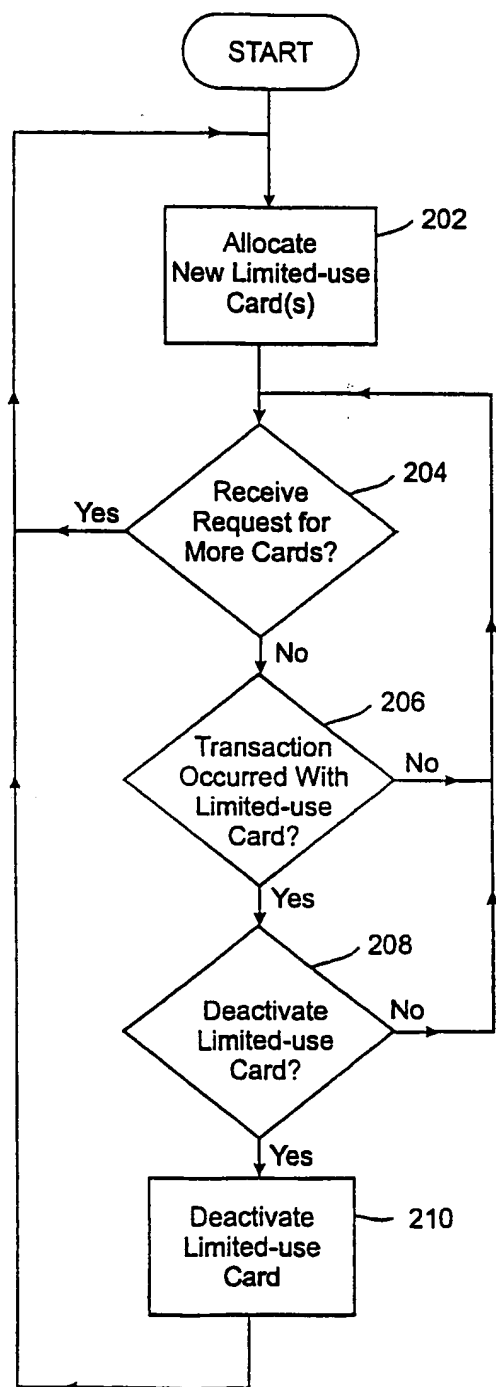 START
202
Allocate
New Limited-use
Card(s)
204
Yes
Receive
Request for
More Cards?
No
206
Transaction
Occurred With
Limited-use
Card?
No
Yes
208
Deactivate
Limited-use
Card?
No
Yes
Deactivate
Limited-use
Card
210